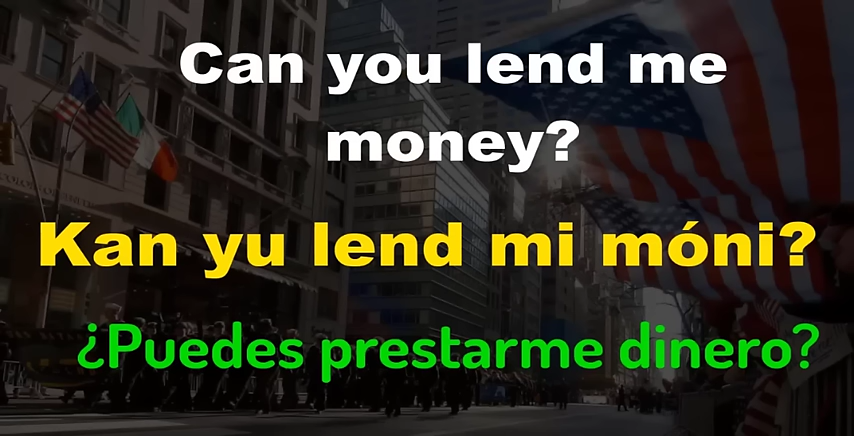 Can you lend me
money?
Kan yu lend mi móni?
¿Puedes prestarme dinero?